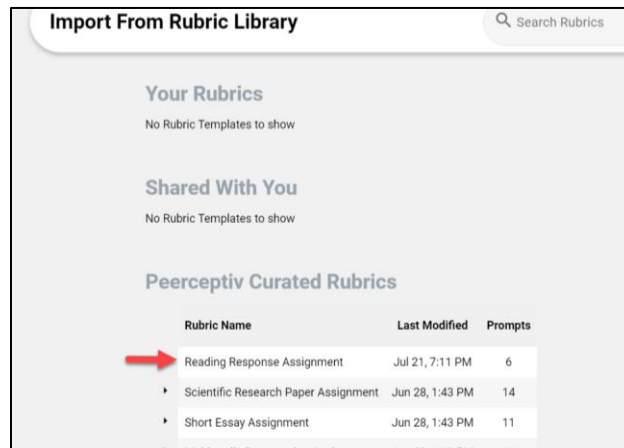 Import From Rubric Library
Search Rubrics
Your Rubrics
No Rubric Templates to show
Shared With You
No Rubric Templates to show
Peerceptiv Curated Rubrics
Rubric Name Last Modified Prompts
Reading Response Assignment Jul 21, 7:11 PM 6
Scientific Research Paper Assignment Jun 28, 1:43 PM 14
Short Essay Assignment Jun 28, 1:43 PM 11